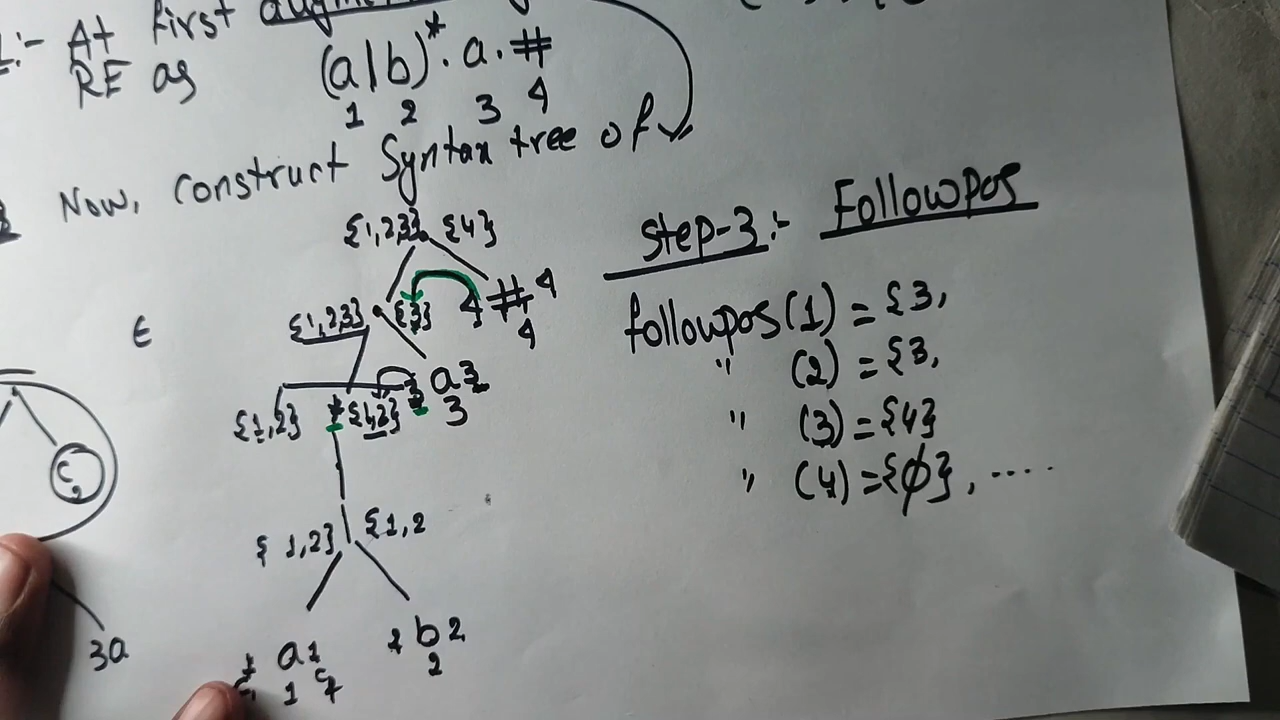 At first
RE as (a|b)*.a.#
1 2 3 4
Now, construct Syntax tree of
{1,2,3} {4}
{1,2,3} {3} 4 # 4
4
{1,2} * {1,2} 3 a 3
3
{1,2} | {1,2
a 1
1
b 2
2
ϵ
c
3a
Step-3:- Followpos
followpos(1) = {3,
" (2) = {3,
" (3) = {4}
" (4) = {ϕ}, ....